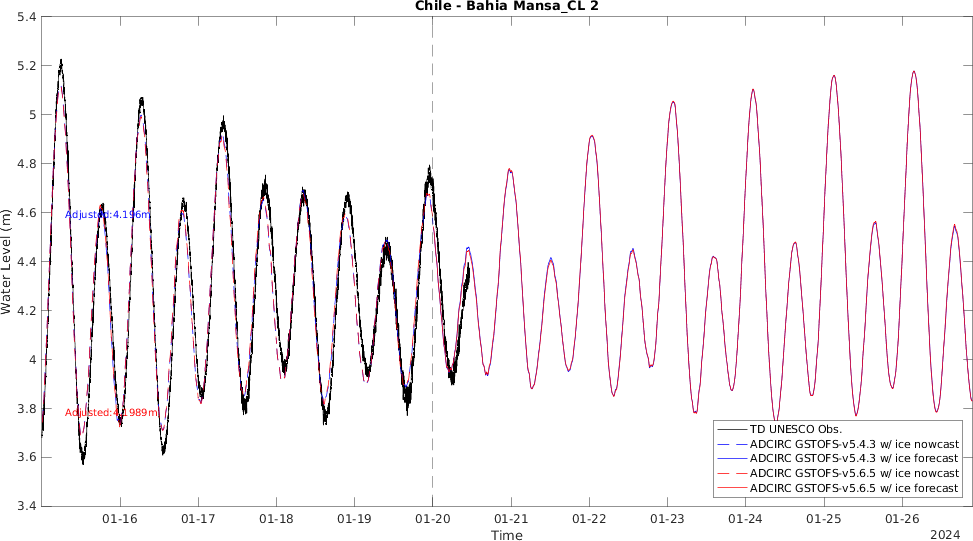 Chile - Bahia Mansa_CL 2
5.4
5.2
5
4.8
4.6
4.4
4.2
4
3.8
3.6
3.4
Water Level (m)
Adjusted:4.196m
Adjusted:4.1989m
TD UNESCO Obs.
ADCIRC GSTOFS-v5.4.3 w/ ice nowcast
ADCIRC GSTOFS-v5.4.3 w/ ice forecast
ADCIRC GSTOFS-v5.6.5 w/ ice nowcast
ADCIRC GSTOFS-v5.6.5 w/ ice forecast
01-16 01-17 01-18 01-19 01-20 01-21 01-22 01-23 01-24 01-25 01-26
Time
2024